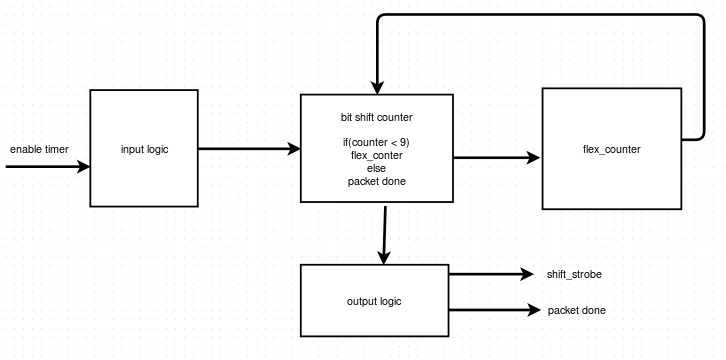 enable timer
input logic
bit shift counter
if(counter < 9)
flex_conter
else
packet done
flex_counter
output logic
shift_strobe
packet done